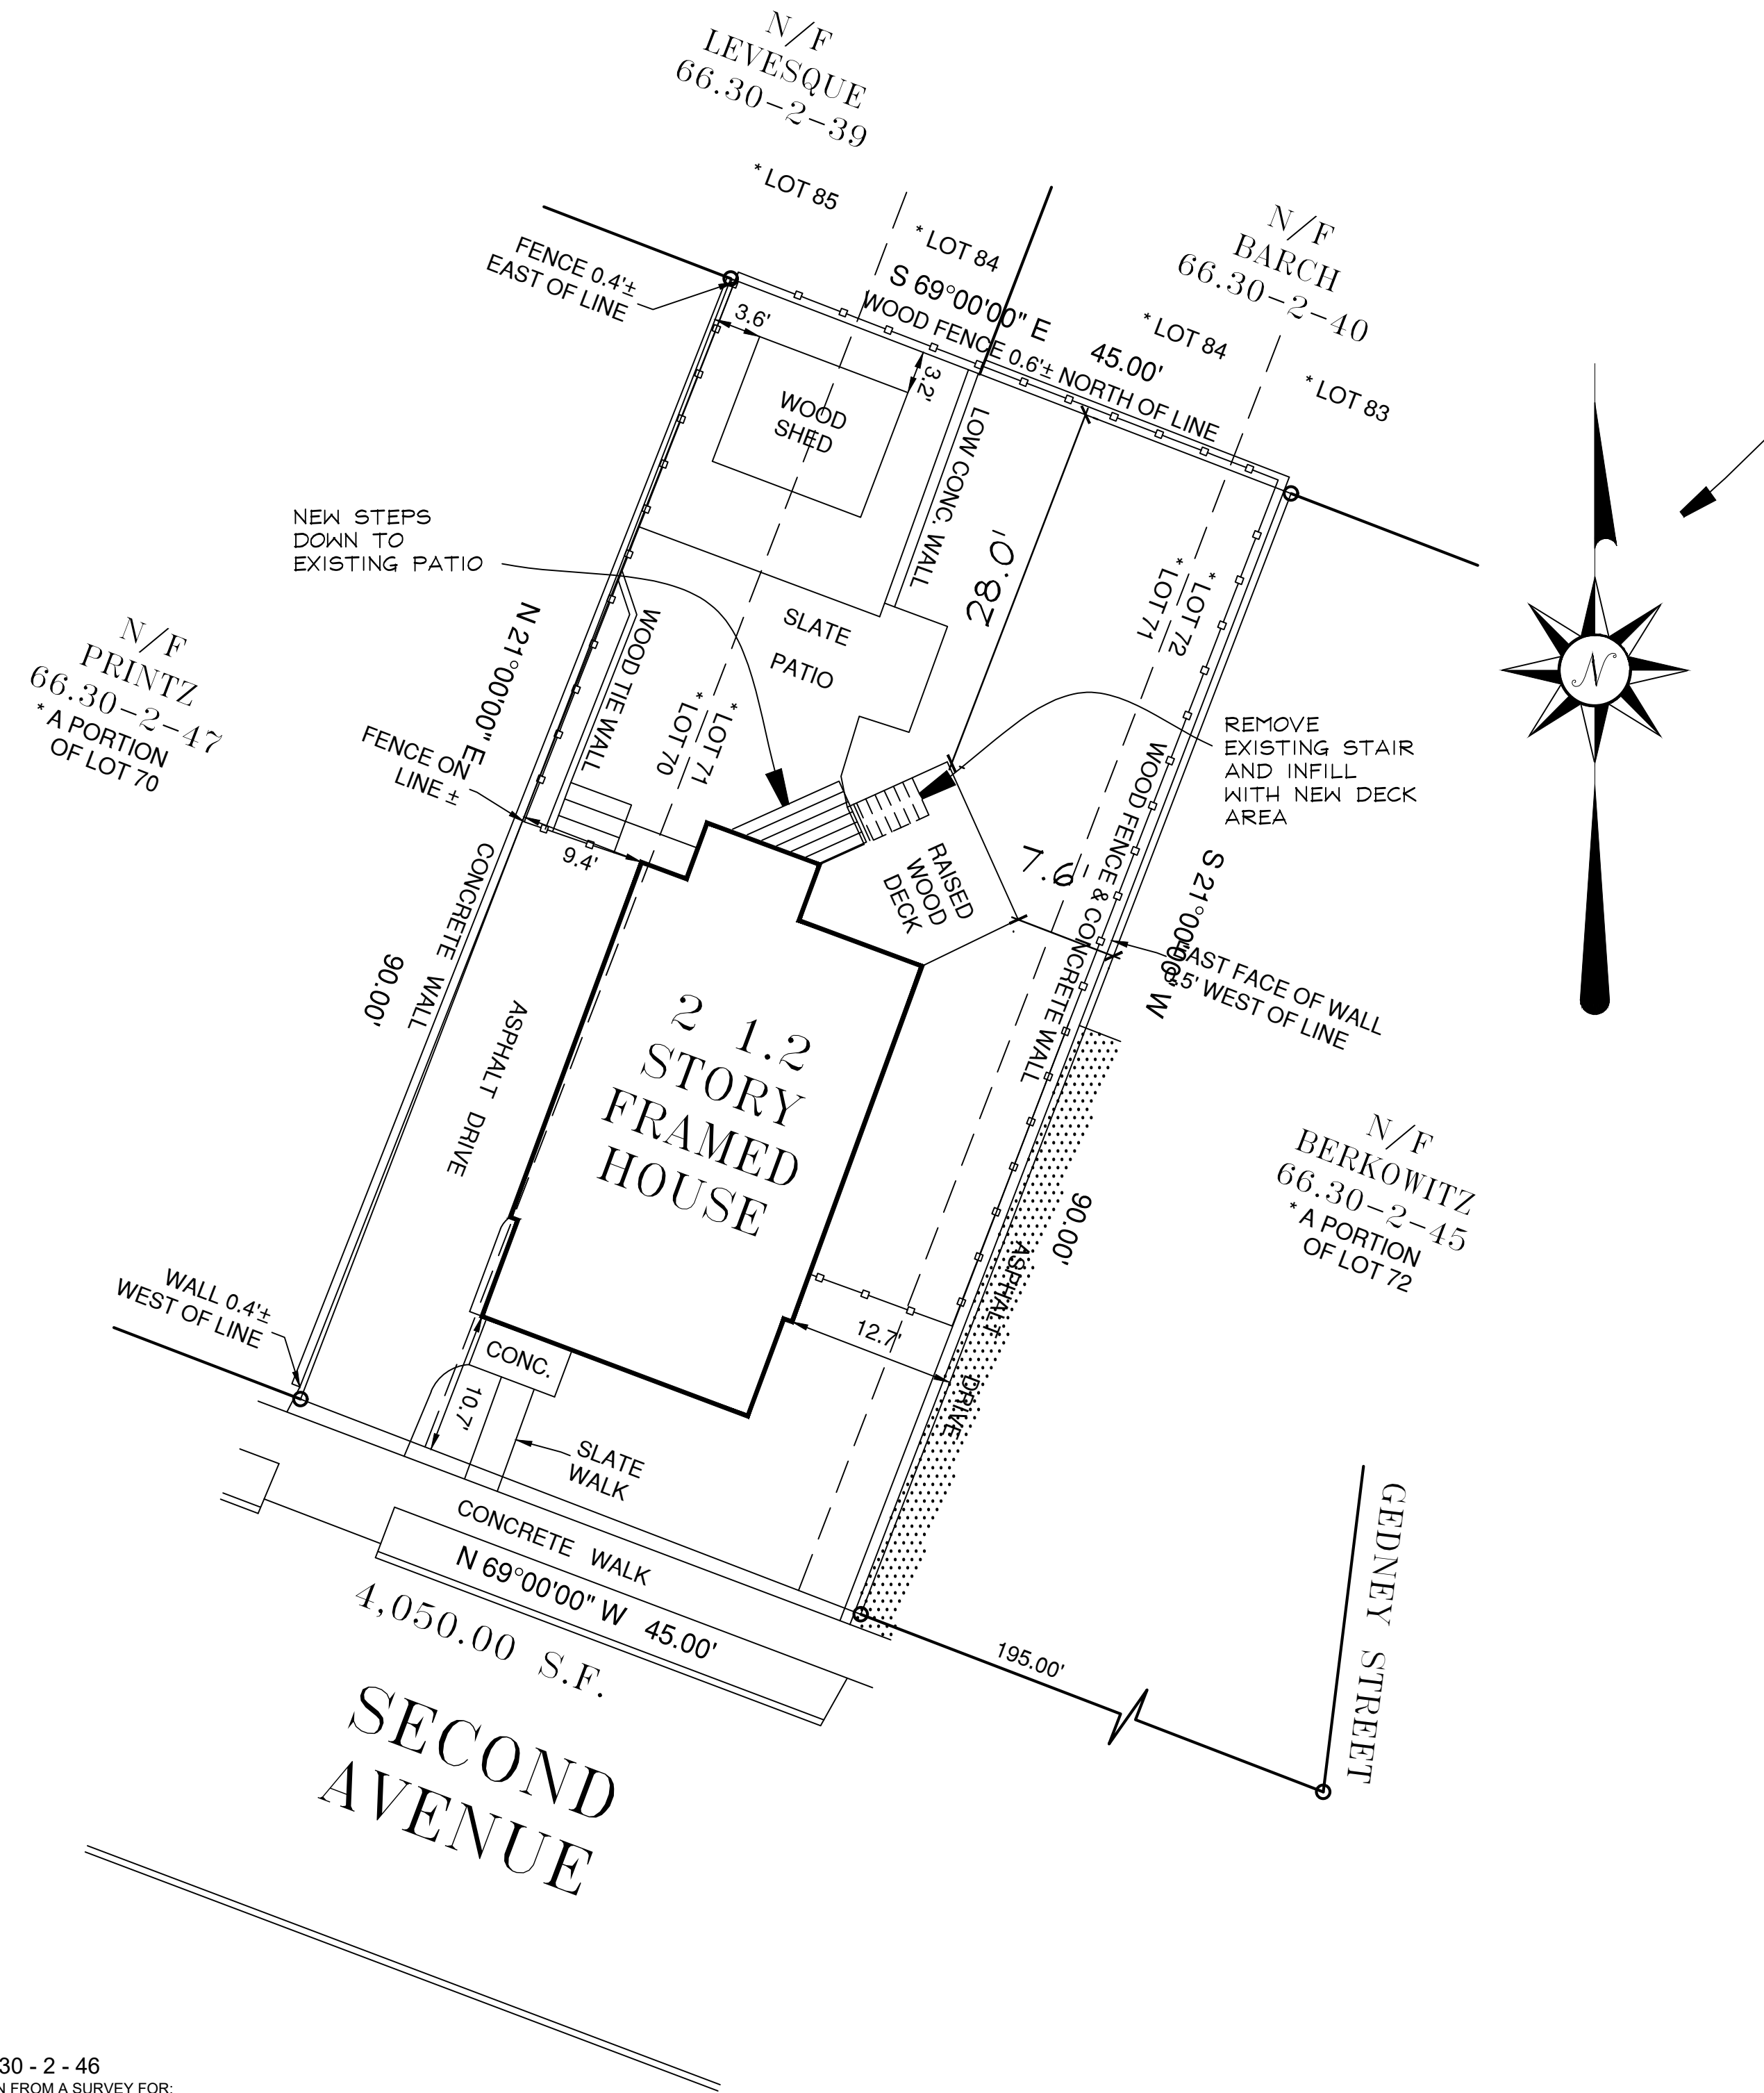 N/F
LEVESQUE
66.30-2-39
* LOT 85
* LOT 84
S 69°00'00" E
45.00'
WOOD FENCE 0.6'± NORTH OF LINE
N/F
BARCH
66.30-2-40
* LOT 84
* LOT 83
FENCE 0.4'±
EAST OF LINE
3.6'
3.2'
WOOD
SHED
LOW CONC. WALL
28.0'
NEW STEPS
DOWN TO
EXISTING PATIO
SLATE
PATIO
* LOT 72
* LOT 71
N/F
PRINTZ
66.30-2-47
* A PORTION
OF LOT 70
N 21°00'00" E
WOOD TIE WALL
* LOT 71
* LOT 70
FENCE ON
LINE ±
9.4'
REMOVE
EXISTING STAIR
AND INFILL
WITH NEW DECK
AREA
N
RAISED
WOOD
DECK
7.6'
WOOD FENCE & CONCRETE WALL
S 21°00'00" W
EAST FACE OF WALL
0.5' WEST OF LINE
CONCRETE WALL
90.00'
ASPHALT DRIVE
2 1.2
STORY
FRAMED
HOUSE
90.00'
N/F
BERKOWITZ
66.30-2-45
* A PORTION
OF LOT 72
ASPHALT DRIVE
WALL 0.4'±
WEST OF LINE
12.7'
CONC.
10.7'
SLATE
WALK
CONCRETE WALK
N 69°00'00" W 45.00'
4,050.00 S.F.
SECOND
AVENUE
195.00'
GEDNEY STREET
30 - 2 - 46
N FROM A SURVEY FOR: